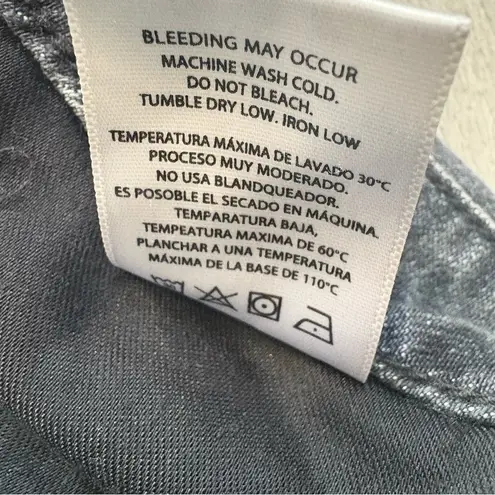 BLEEDING MAY OCCUR
MACHINE WASH COLD.
DO NOT BLEACH.
TUMBLE DRY LOW. IRON LOW
TEMPERATURA MÁXIMA DE LAVADO 30°C
PROCESO MUY MODERADO.
NO USA BLANDQUEADOR.
ES POSOBLE EL SECADO EN MÁQUINA.
TEMPARATURA BAJA,
TEMPEATURA MAXIMA DE 60°C
PLANCHAR A UNA TEMPERATURA
MÁXIMA DE LA BASE DE 110°C